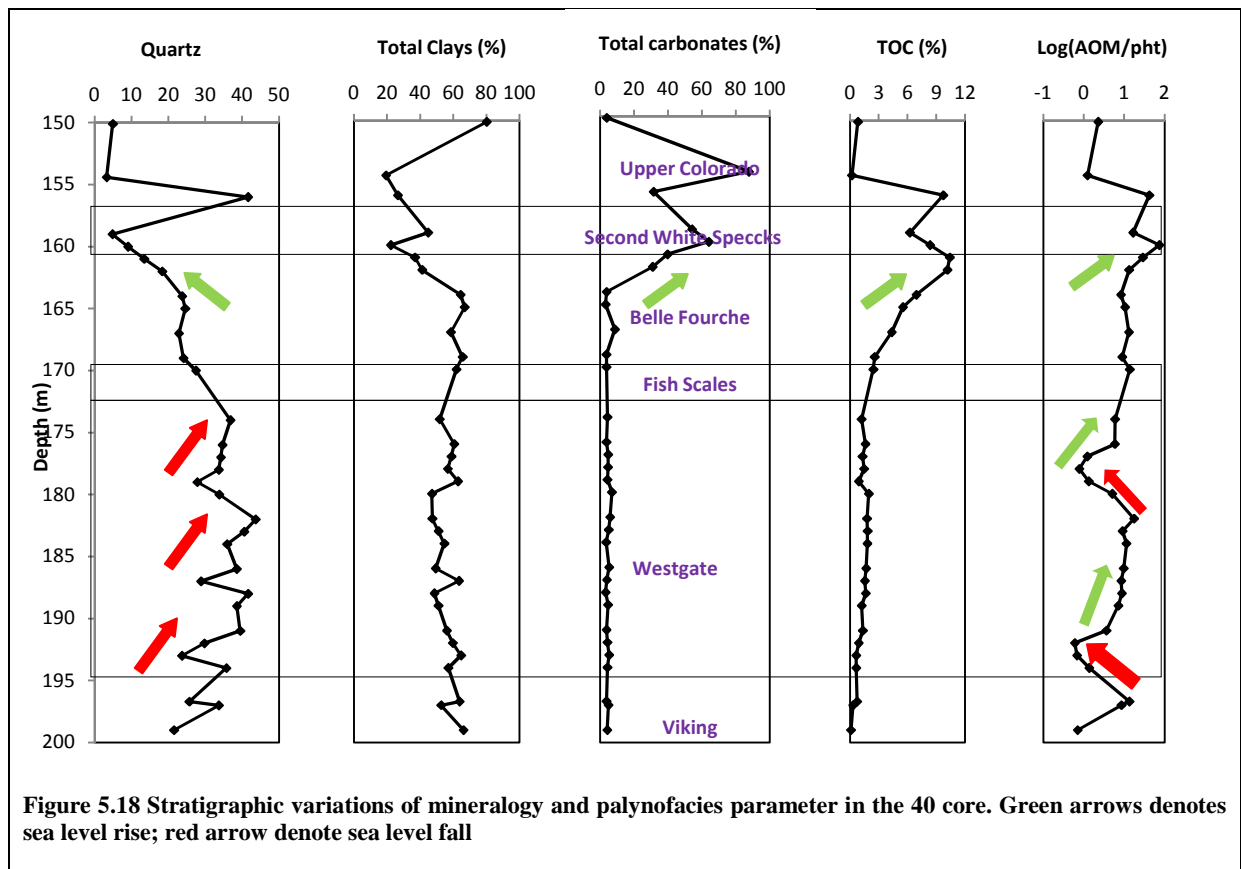 Quartz
Total Clays (%)
Total carbonates (%)
TOC (%)
Log(AOM/pht)
0 10 20 30 40 50
0 20 40 60 80 100
0 20 40 60 80 100
0 3 6 9 12
-1 0 1 2
150
155
160
165
170
175
180
185
190
195
200
Depth (m)
Upper Colorado
Second White Speccks
Belle Fourche
Fish Scales
Westgate
Viking
Figure 5.18 Stratigraphic variations of mineralogy and palynofacies parameter in the 40 core. Green arrows denotes
sea level rise; red arrow denote sea level fall